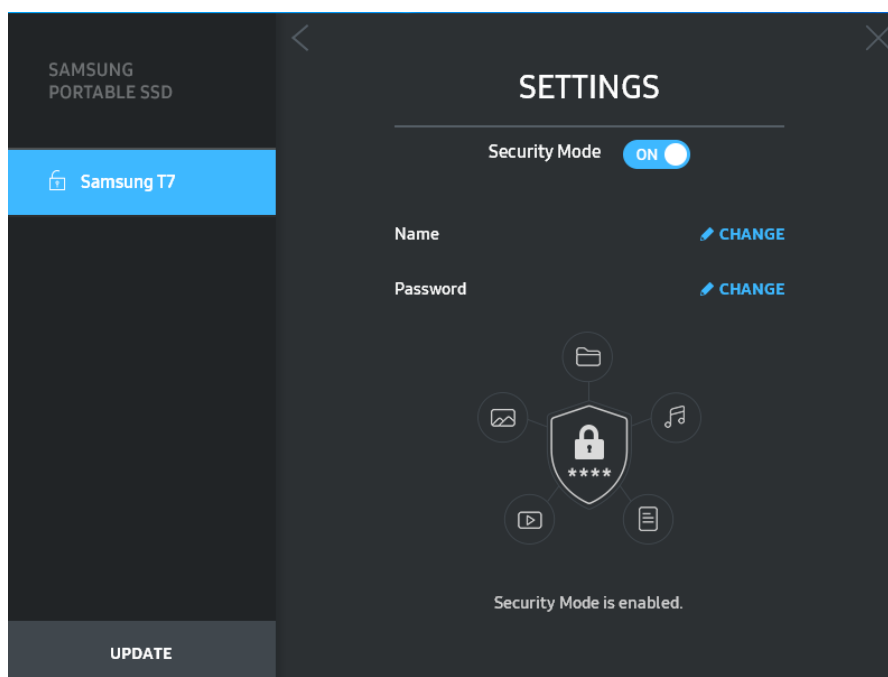 SAMSUNG
PORTABLE SSD
Samsung T7
UPDATE
SETTINGS
Security Mode ON
Name CHANGE
Password CHANGE
****
Security Mode is enabled.